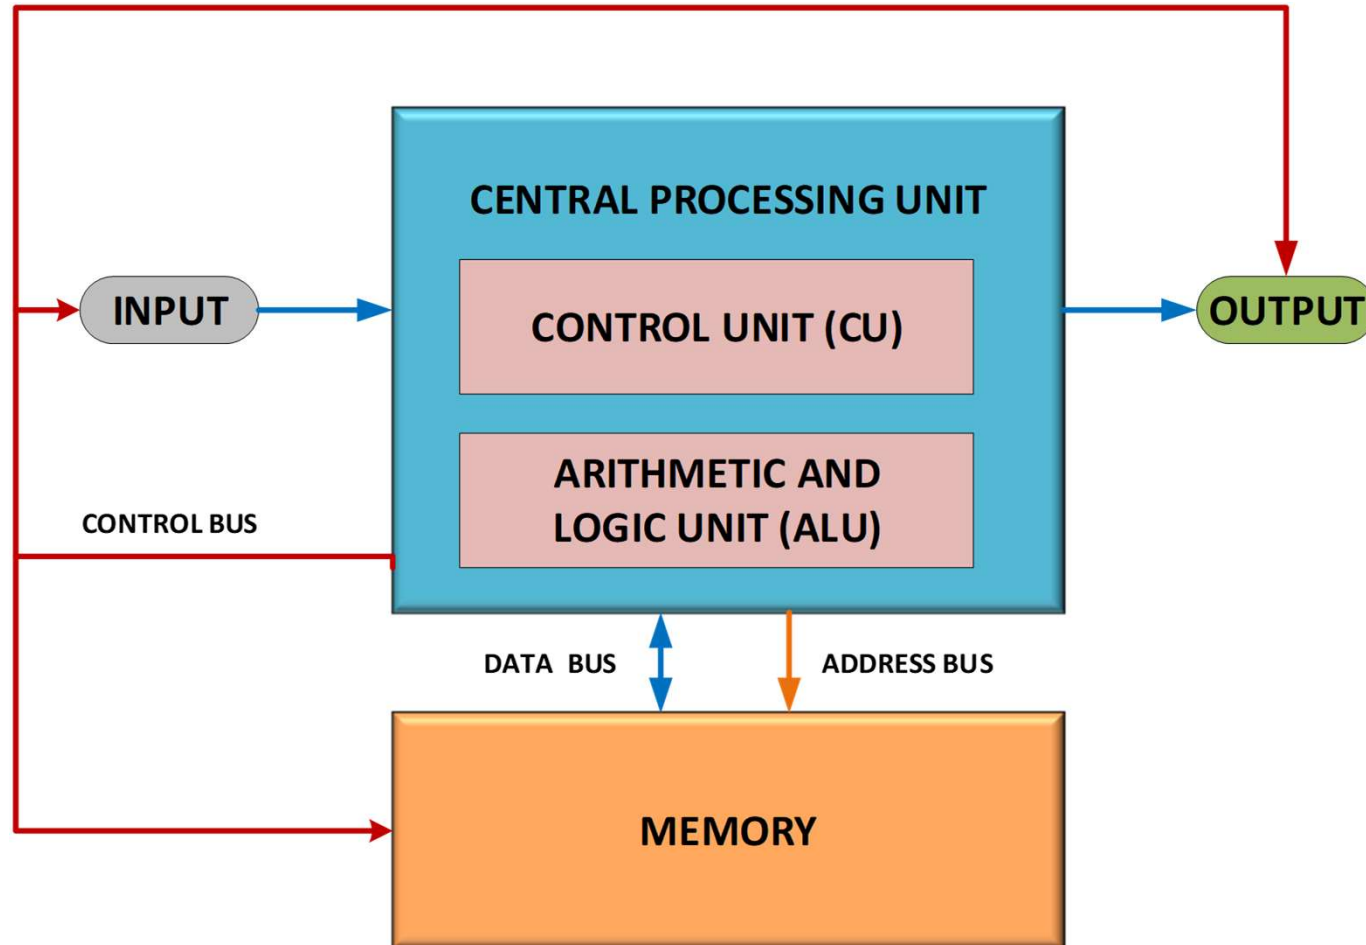 CENTRAL PROCESSING UNIT
INPUT
CONTROL UNIT (CU)
OUTPUT
ARITHMETIC AND
LOGIC UNIT (ALU)
CONTROL BUS
DATA  BUS
ADDRESS BUS
MEMORY